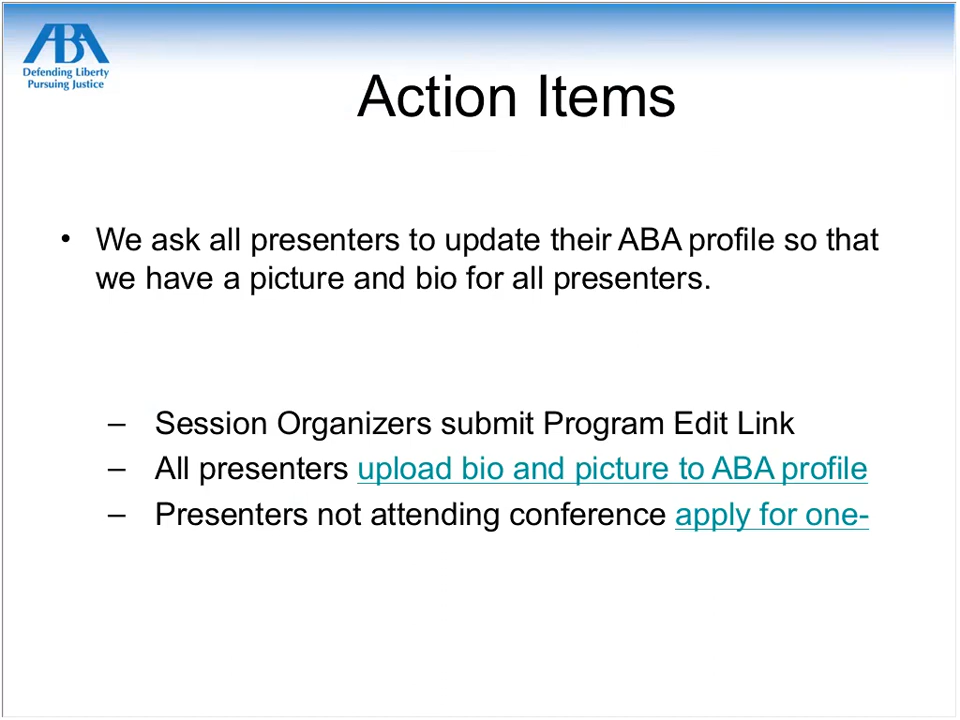 ABA
Defending Liberty
Pursuing Justice
Action Items
• We ask all presenters to update their ABA profile so that
we have a picture and bio for all presenters.
– Session Organizers submit Program Edit Link
– All presenters upload bio and picture to ABA profile
– Presenters not attending conference apply for one-